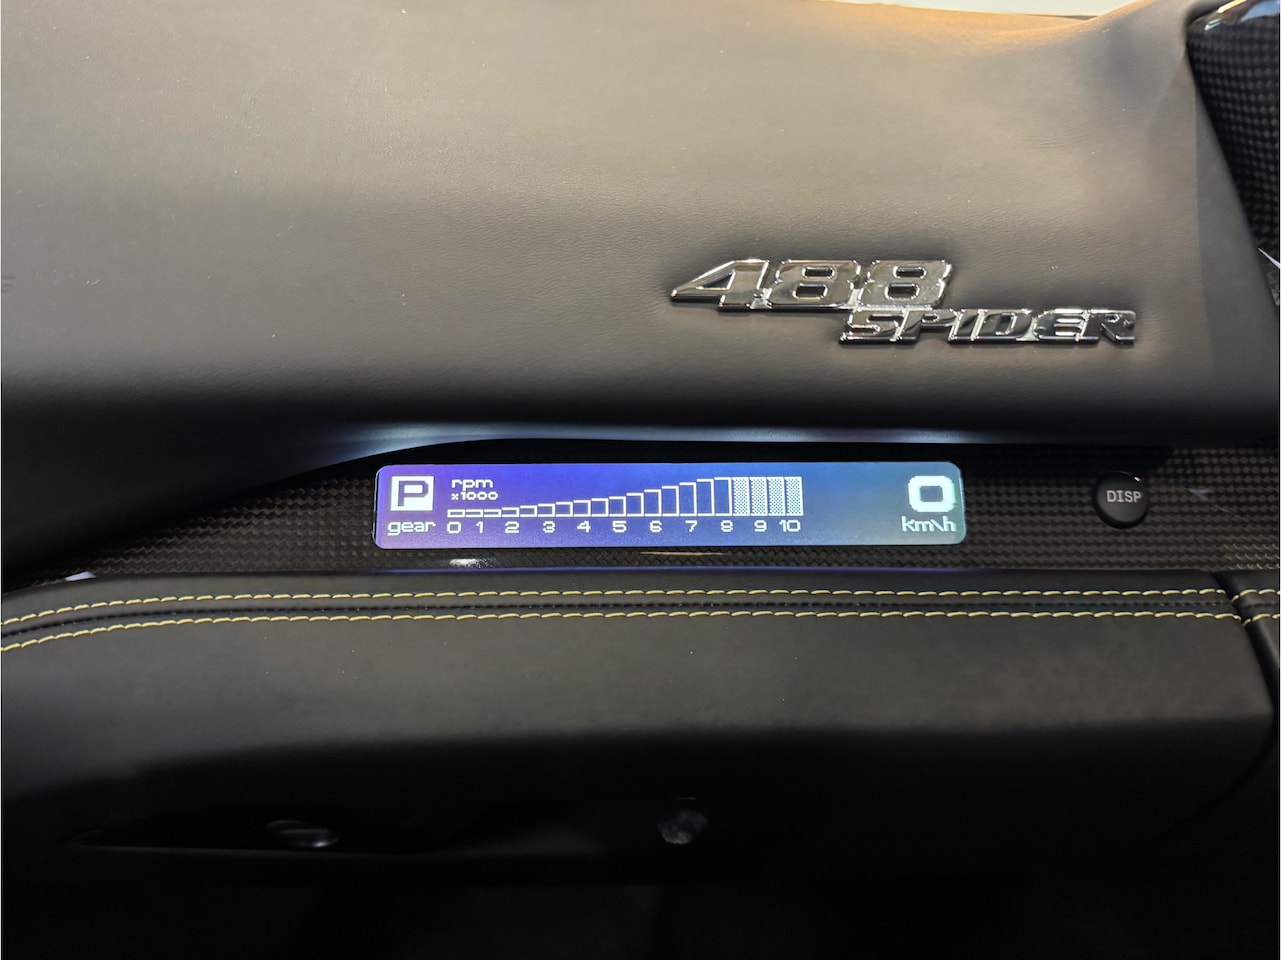 488
SPIDER
P
rpm
x1000
gear
0 1 2 3 4 5 6 7 8 9 10
0
km\h
DISP